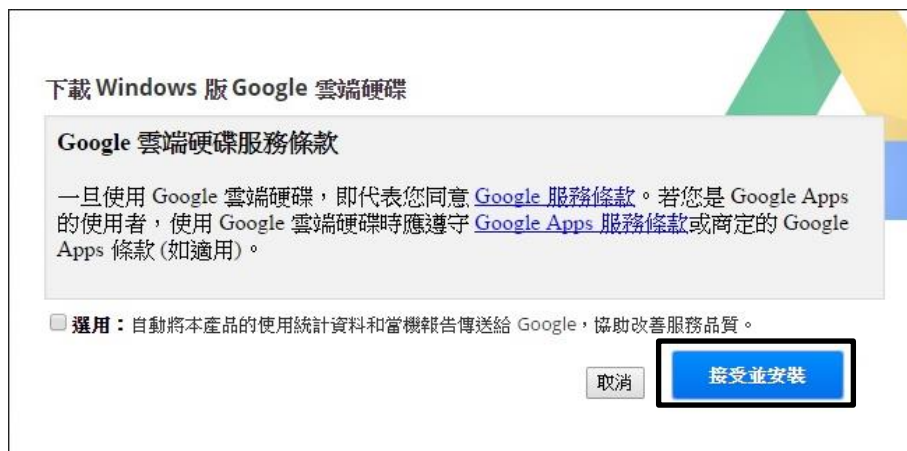 下載 Windows 版 Google 雲端硬碟
Google 雲端硬碟服務條款
一旦使用 Google 雲端硬碟，即代表您同意 Google 服務條款。若您是 Google Apps
的使用者，使用 Google 雲端硬碟時應遵守 Google Apps 服務條款或商定的 Google
Apps 條款 (如適用)。
選用：自動將本產品的使用統計資料和當機報告傳送給 Google，協助改善服務品質。
取消
接受並安裝